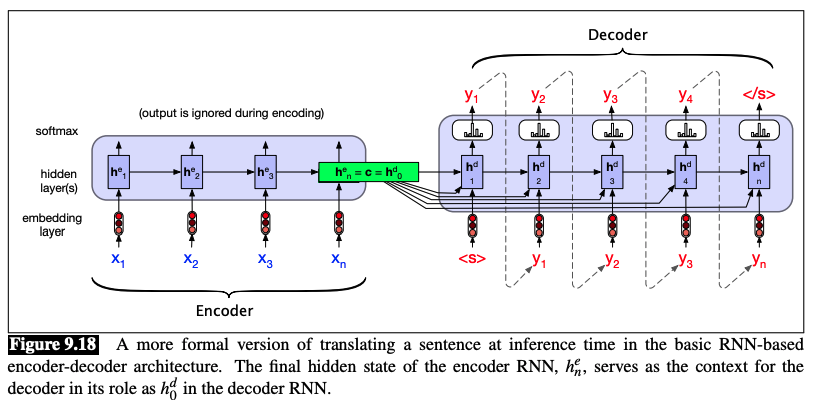 Decoder
y1 y2 y3 y4 </s>
(output is ignored during encoding)
softmax
hidden
layer(s)
he1 he2 he3 hen = c = hd0 hd1 hd2 hd3 hd4 hdn
embedding
layer
x1 x2 x3 xn <s> y1 y2 y3 yn
Encoder
Figure 9.18 A more formal version of translating a sentence at inference time in the basic RNN-based
encoder-decoder architecture. The final hidden state of the encoder RNN, hen, serves as the context for the
decoder in its role as hd0 in the decoder RNN.